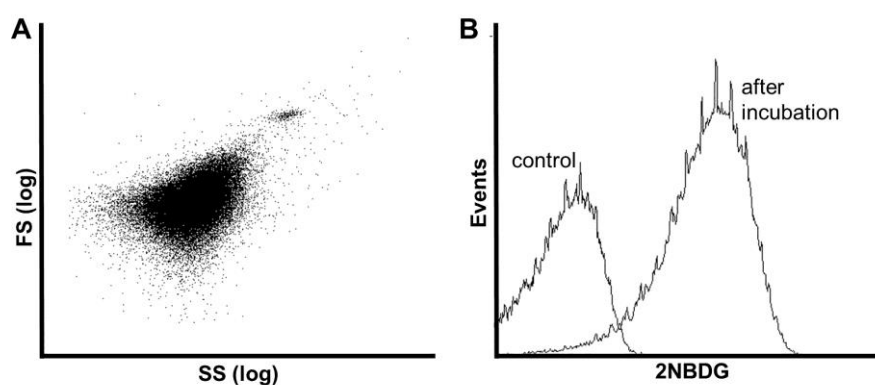 A
FS (log)
SS (log)
B
control
after
incubation
Events
2NBDG